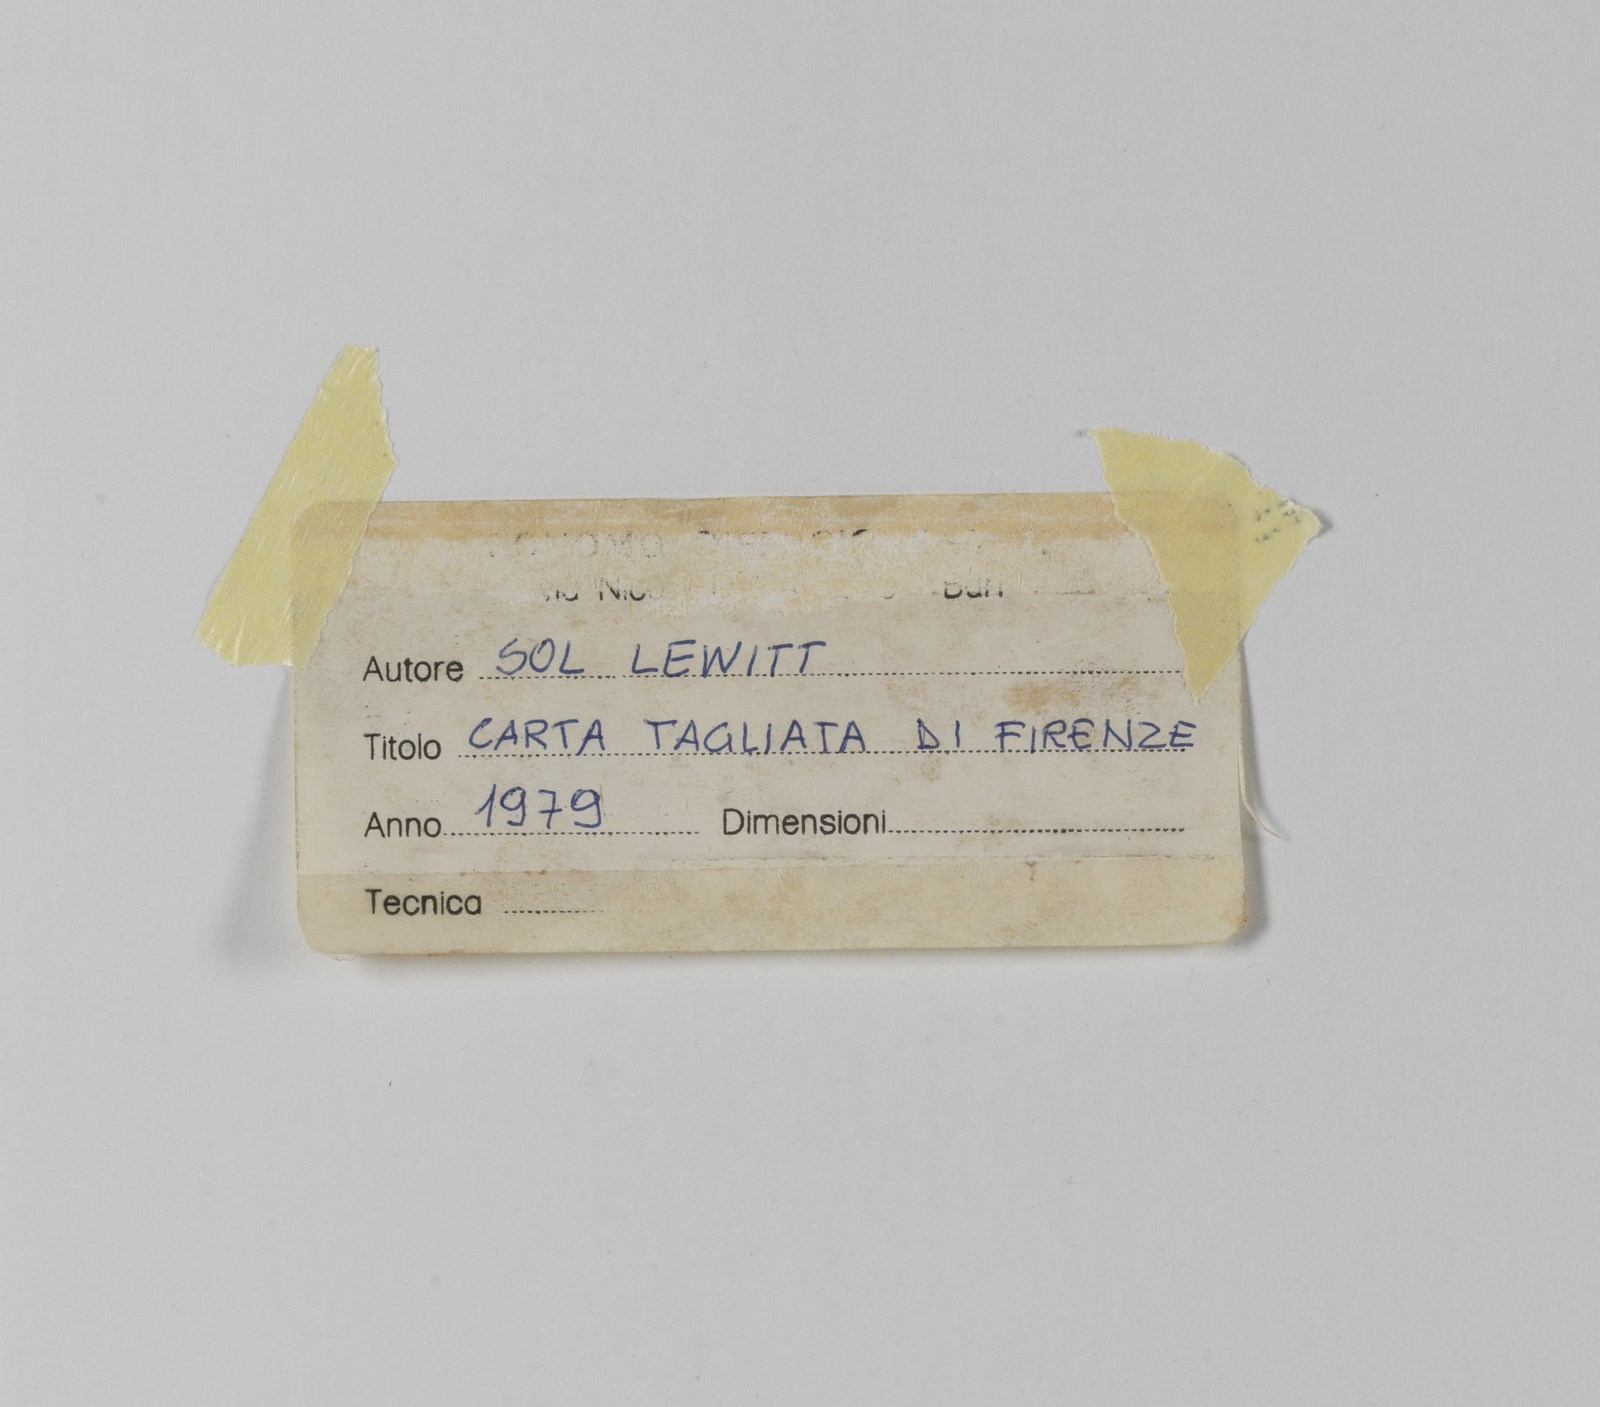 Autore SOL LEWITT
Titolo CARTA TAGLIATA DI FIRENZE
Anno 1979 Dimensioni
Tecnica